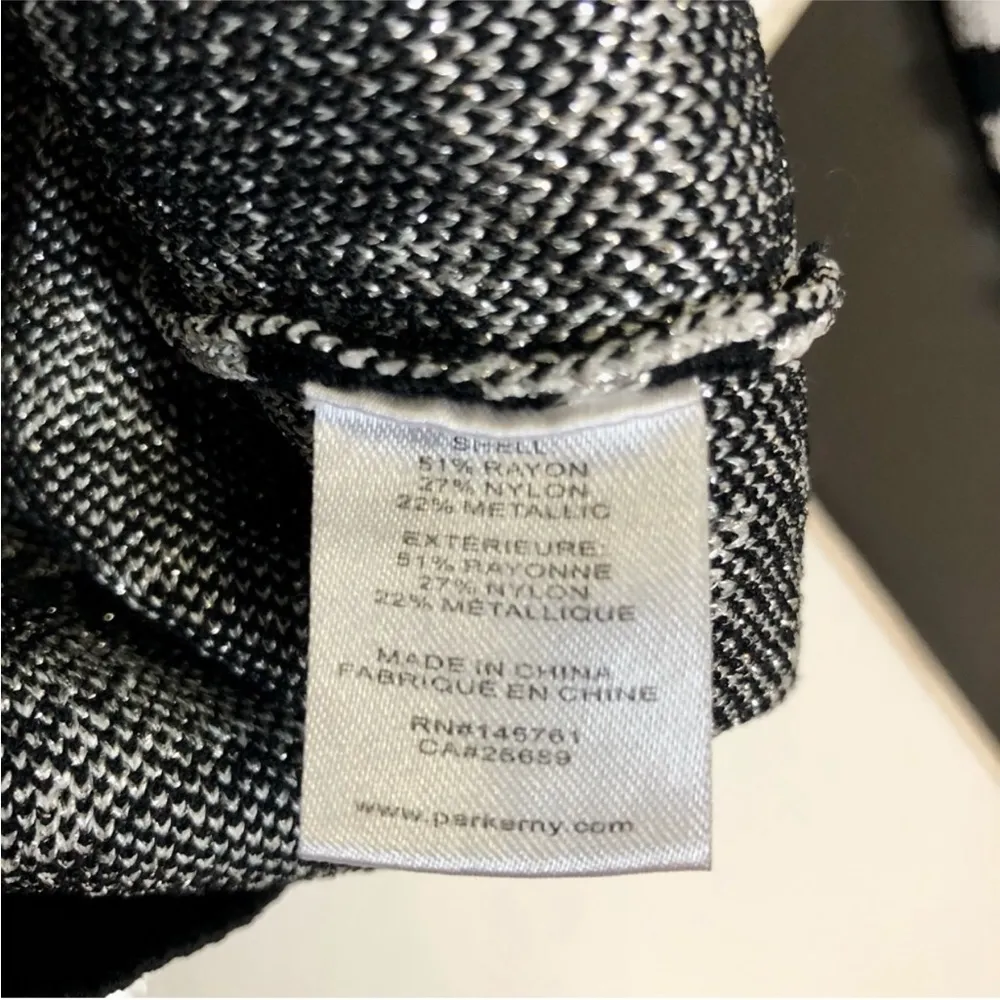 SHELL
51% RAYON
27% NYLON
22% METALLIC
EXTÉRIEURE:
51% RAYONNE
27% NYLON
22% MÉTALLIQUE
MADE IN CHINA
FABRIQUÉ EN CHINE
RN#145761
CA#25689
www.parkerny.com